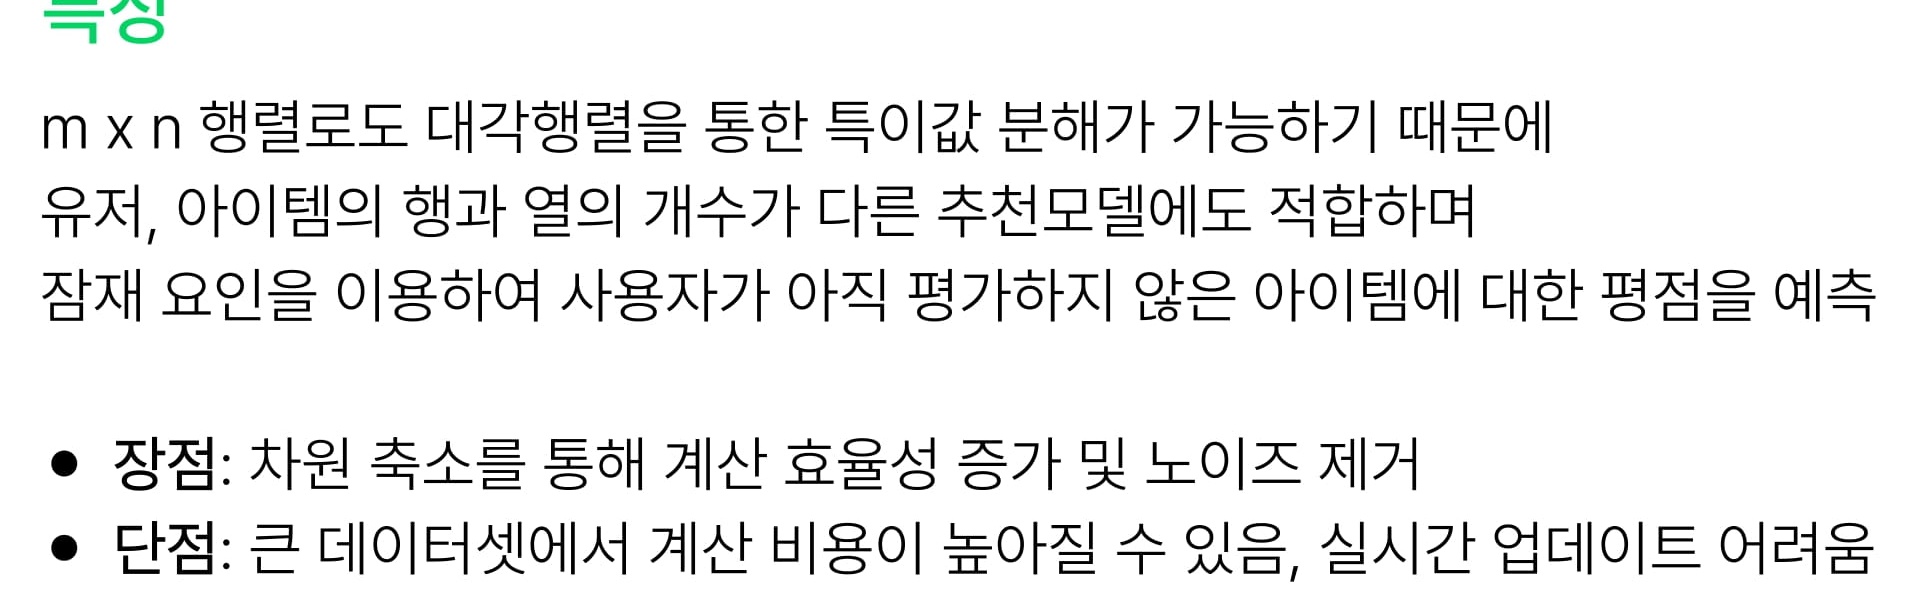 특징
m x n 행렬로도 대각행렬을 통한 특이값 분해가 가능하기 때문에
유저, 아이템의 행과 열의 개수가 다른 추천모델에도 적합하며
잠재 요인을 이용하여 사용자가 아직 평가하지 않은 아이템에 대한 평점을 예측
● 장점: 차원 축소를 통해 계산 효율성 증가 및 노이즈 제거
● 단점: 큰 데이터셋에서 계산 비용이 높아질 수 있음, 실시간 업데이트 어려움